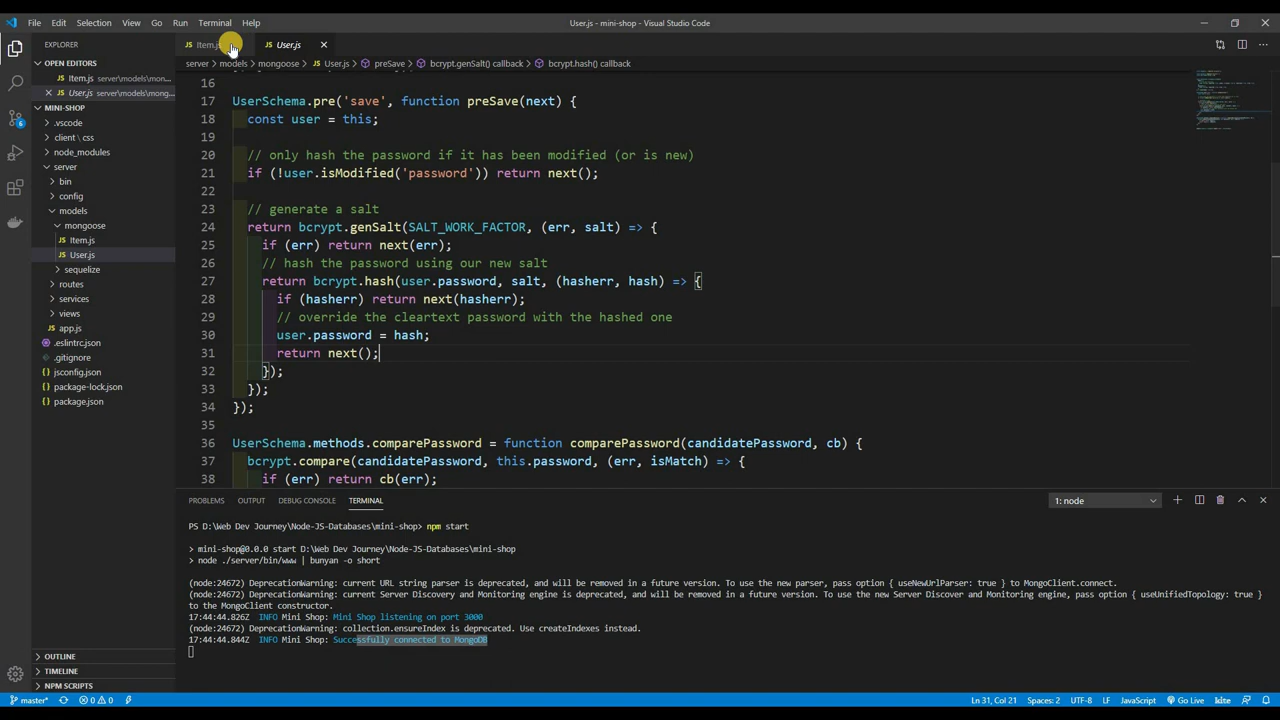 File Edit Selection View Go Run Terminal Help
User.js - mini-shop - Visual Studio Code
EXPLORER
OPEN EDITORS
Item.js server\models\mon...
User.js server\models\mong...
MINI-SHOP
.vscode
client \ css
node_modules
server
bin
config
models
mongoose
Item.js
User.js
sequelize
routes
services
views
app.js
.eslintrc.js
.gitignore
jsconfig.json
package-lock.json
package.json
OUTLINE
TIMELINE
NPM SCRIPTS
6
JS Item.js
JS User.js
server > models > mongoose > JS User.js > preSave > bcrypt.genSalt() callback > bcrypt.hash() callback
16
17 UserSchema.pre('save', function preSave(next) {
18 const user = this;
19
20 // only hash the password if it has been modified (or is new)
21 if (!user.isModified('password')) return next();
22
23 // generate a salt
24 return bcrypt.genSalt(SALT_WORK_FACTOR, (err, salt) => {
25 if (err) return next(err);
26 // hash the password using our new salt
27 return bcrypt.hash(user.password, salt, (hasherr, hash) => {
28 if (hasherr) return next(hasherr);
29 // override the cleartext password with the hashed one
30 user.password = hash;
31 return next();
32 });
33 });
34 });
35
36 UserSchema.methods.comparePassword = function comparePassword(candidatePassword, cb) {
37 bcrypt.compare(candidatePassword, this.password, (err, isMatch) => {
38 if (err) return cb(err);
PROBLEMS OUTPUT DEBUG CONSOLE TERMINAL
1: node
PS D:\Web Dev Journey\Node-JS-Databases\mini-shop> npm start
> mini-shop@0.0.0 start D:\Web Dev Journey\Node-JS-Databases\mini-shop
> node ./server/bin/www | bunyan -o short
(node:24672) DeprecationWarning: current URL string parser is deprecated, and will be removed in a future version. To use the new parser, pass option { useNewUrlParser: true } to MongoClient.connect.
(node:24672) DeprecationWarning: current Server Discovery and Monitoring engine is deprecated, and will be removed in a future version. To use the new Server Discover and Monitoring engine, pass option { useUnifiedTopology: true }
to the MongoClient constructor.
17:44:44.826Z INFO Mini Shop: Mini Shop listening on port 3000
(node:24672) DeprecationWarning: collection.ensureIndex is deprecated. Use createIndexes instead.
17:44:44.844Z INFO Mini Shop: Successfully connected to MongoDB
master* 0 0
Ln 31, Col 21 Spaces: 2 UTF-8 LF JavaScript Go Live kite